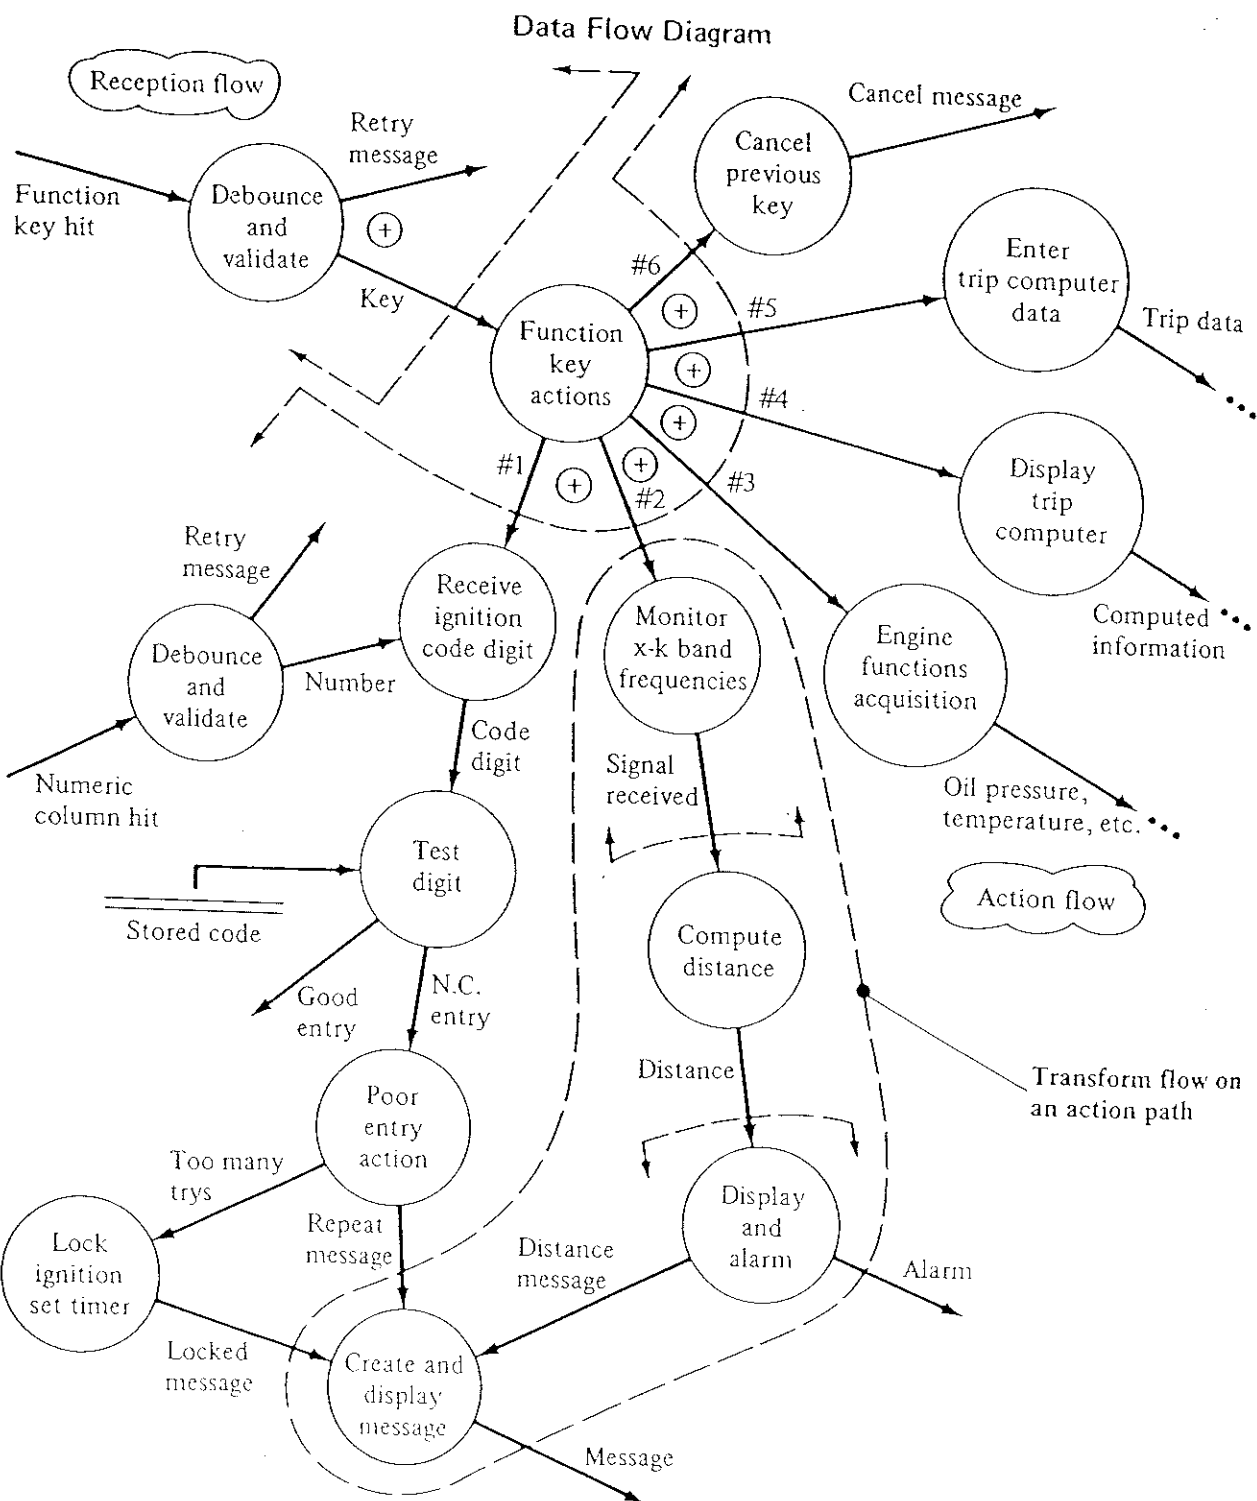 Data Flow Diagram
Reception flow
Retry
message
Cancel message
Cancel
previous
key
Function
key hit
Debounce
and
validate
+
Key
#6
Enter
trip computer
data
+
#5
Trip data
Function
key
actions
+
#4
+
#1
+
+
#2
#3
Display
trip
computer
Retry
message
Receive
ignition
code digit
Monitor
x-k band
frequencies
Computed
information
Engine
functions
acquisition
Debounce
and
validate
Number
Code
digit
Signal
received
Numeric
column hit
Oil pressure,
temperature, etc.
Test
digit
Action flow
Stored code
Compute
distance
Good
entry
N.C.
entry
Distance
Transform flow on
an action path
Poor
entry
action
Too many
trys
Display
and
alarm
Repeat
message
Distance
message
Alarm
Lock
ignition
set timer
Locked
message
Create and
display
message
Message